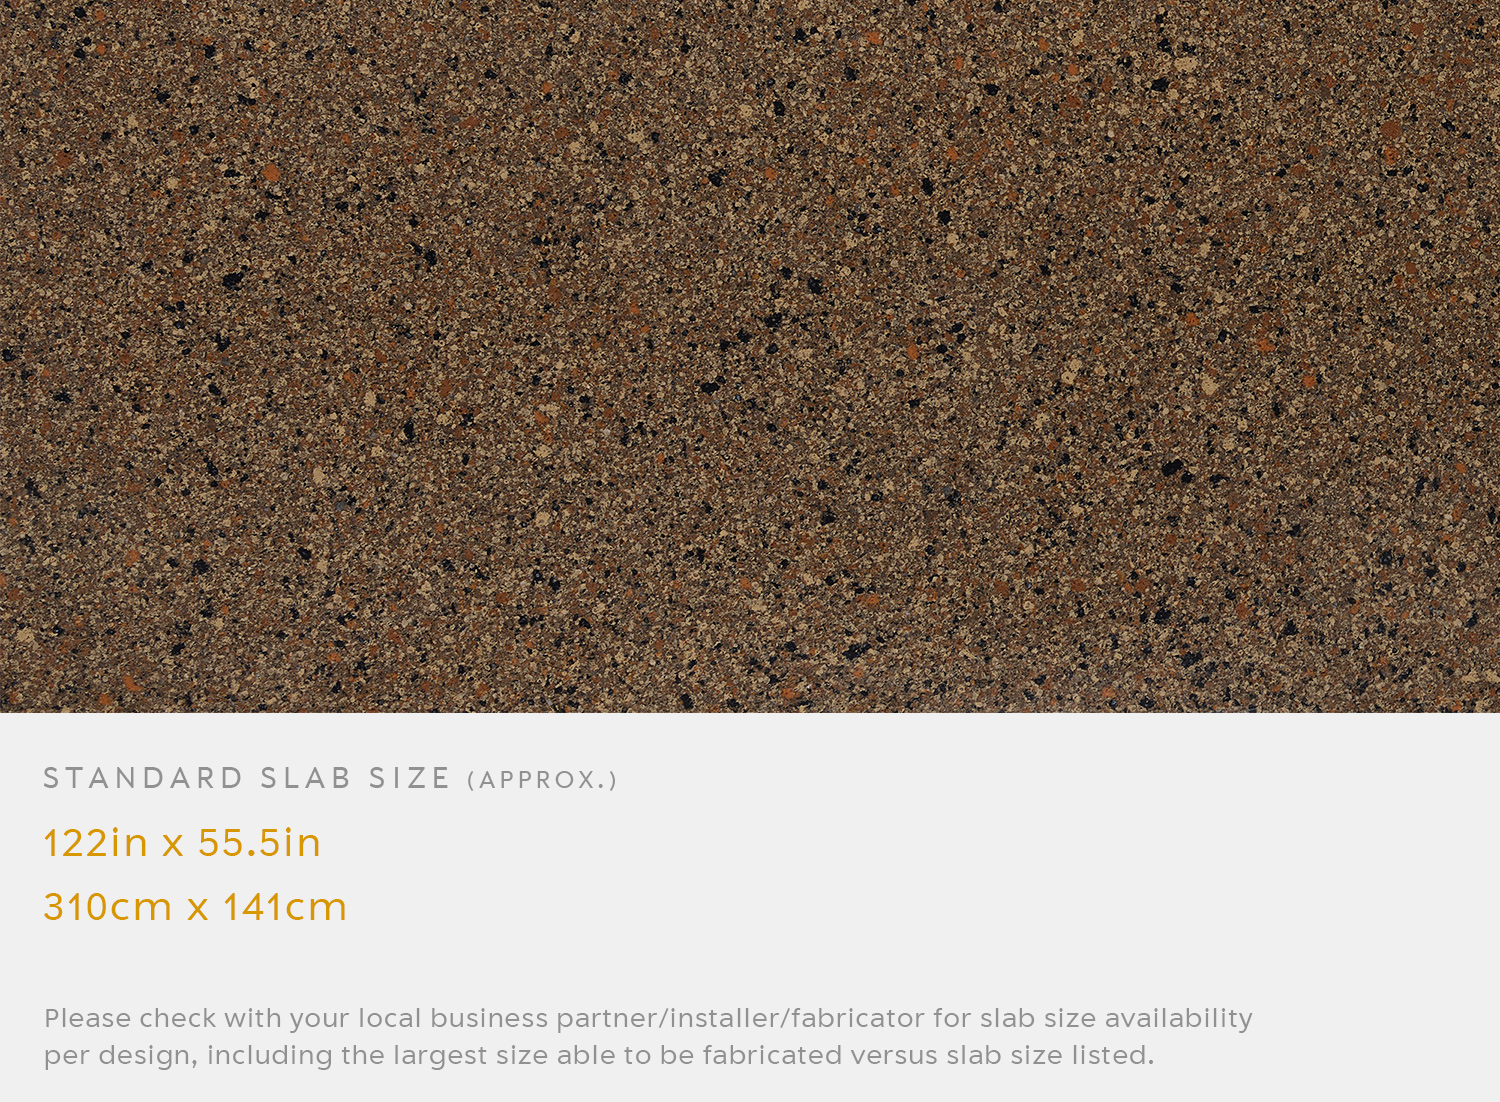 STANDARD SLAB SIZE (APPROX.)
122in x 55.5in
310cm x 141cm
Please check with your local business partner/installer/fabricator for slab size availability
per design, including the largest size able to be fabricated versus slab size listed.